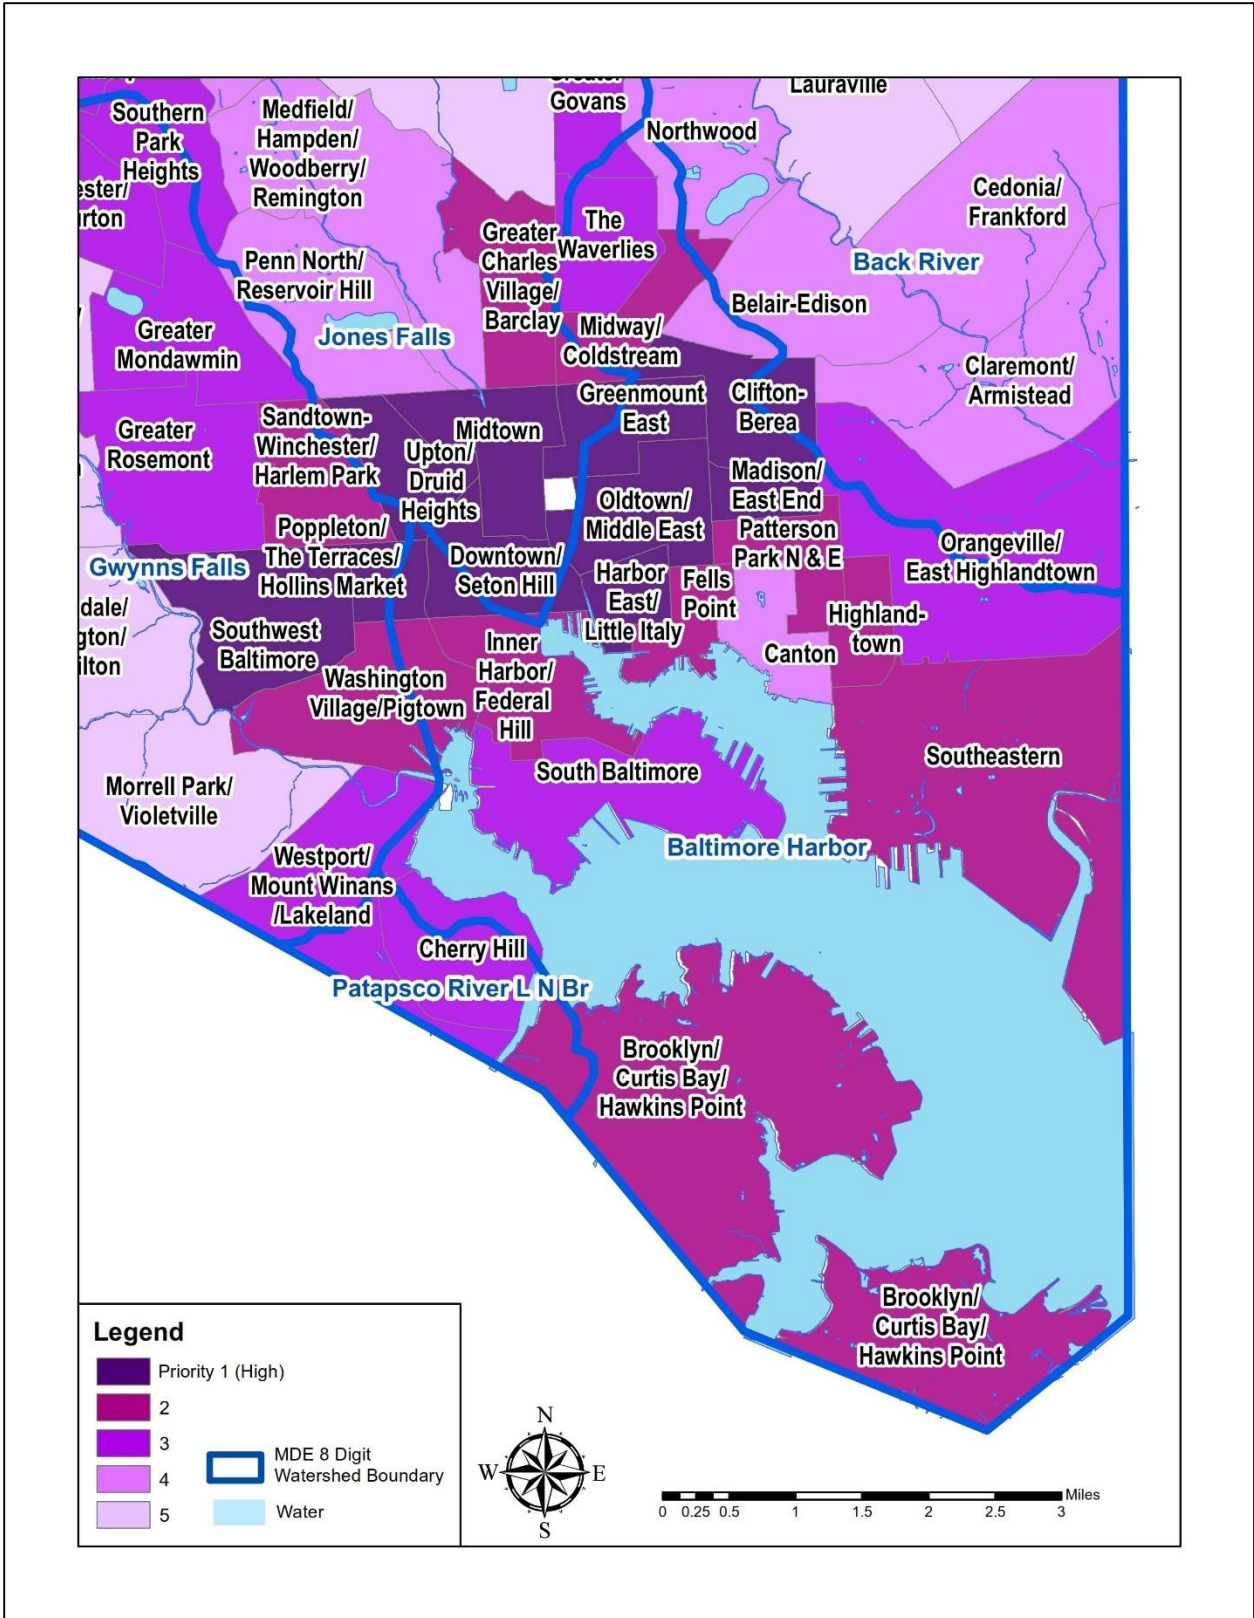 Greater
Govans
Lauraville
Southern
Park
Heights
Medfield/
Hampden/
Woodberry/
Remington
Northwood
ester/
rton
Cedonia/
Frankford
Greater
Charles
Village/
Barclay
The
Waverlies
Penn North/
Reservoir Hill
Back River
Belair-Edison
Greater
Mondawmin
Jones Falls
Midway/
Coldstream
Claremont/
Armistead
Greenmount
East
Clifton-
Berea
Greater
Rosemont
Sandtown-
Winchester/
Harlem Park
Midtown
Upton/
Druid
Heights
Madison/
East End
Oldtown/
Middle East
Patterson
Park N & E
Poppleton/
The Terraces/
Hollins Market
Downtown/
Seton Hill
Orangeville/
East Highlandtown
Gwynns Falls
Harbor
East/
Little Italy
Fells
Point
dale/
gton/
ilton
Highland-
town
Southwest
Baltimore
Inner
Harbor/
Federal
Hill
Canton
Washington
Village/Pigtown
Southeastern
South Baltimore
Morrell Park/
Violetville
Baltimore Harbor
Westport/
Mount Winans
/Lakeland
Cherry Hill
Patapsco River L N Br
Brooklyn/
Curtis Bay/
Hawkins Point
Brooklyn/
Curtis Bay/
Hawkins Point
Legend
Priority 1 (High)
2
3
4
5
MDE 8 Digit
Watershed Boundary
Water
N
W E
S
Miles
0 0.25 0.5 1 1.5 2 2.5 3